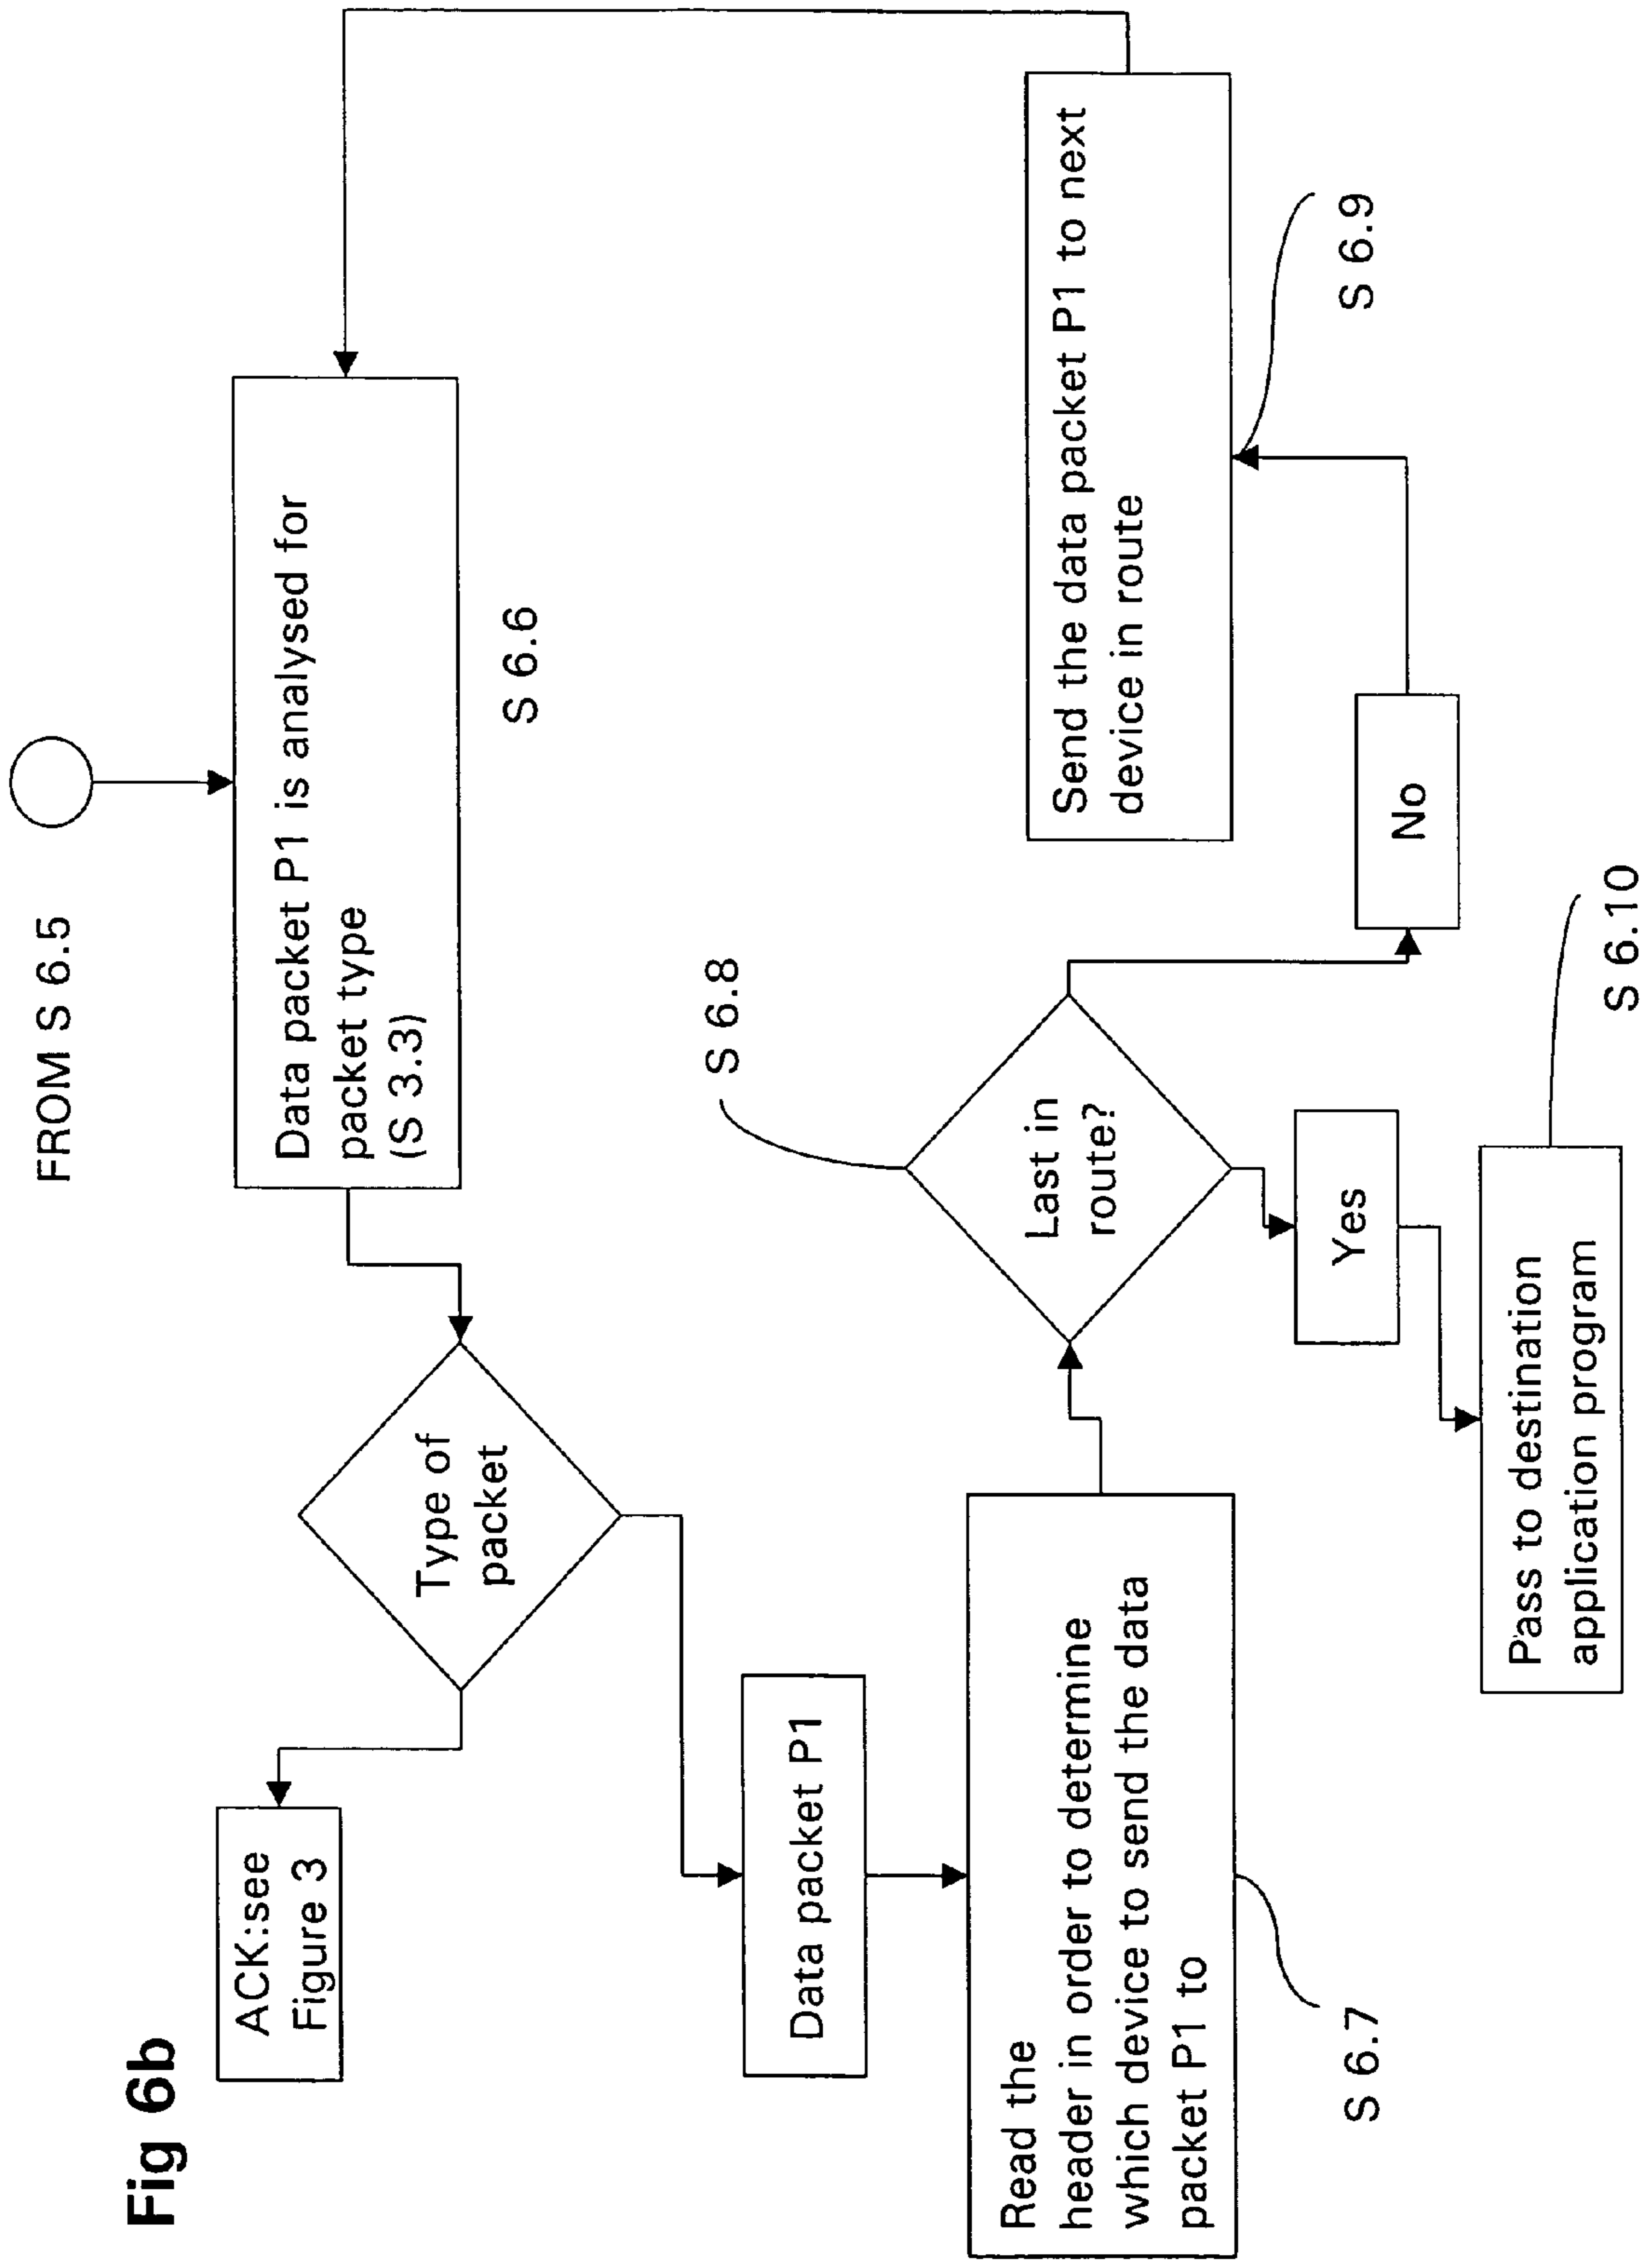 Fig 6b
FROM S 6.5
Data packet P1 is analysed for
packet type
(S 3.3)
S 6.6
Type of
packet
ACK:see
Figure 3
Data packet P1
Read the
header in order to determine
which device to send the data
packet P1 to
S 6.7
S 6.8
Last in
route?
Yes
No
Pass to destination
application program
S 6.10
Send the data packet P1 to next
device in route
S 6.9